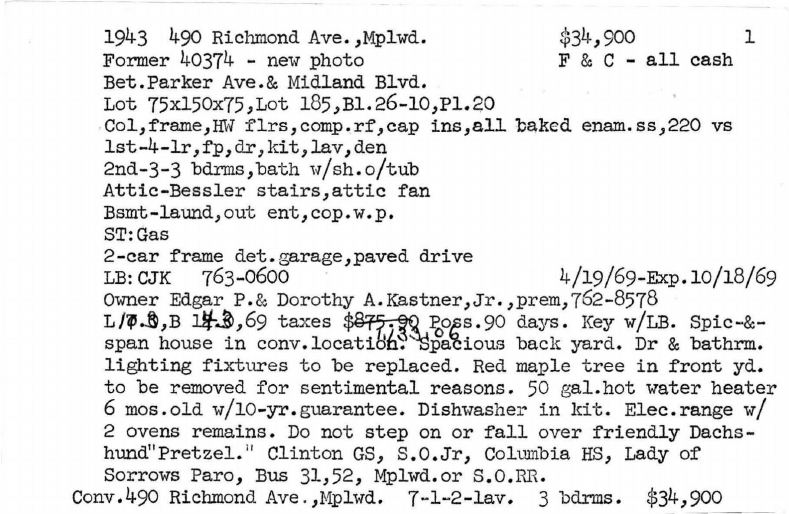 1943 490 Richmond Ave.,Mplwd. $34,900 1
Former 40374 - new photo F & C - all cash
Bet.Parker Ave.& Midland Blvd.
Lot 75x150x75,Lot 185,Bl.26-10,Pl.20
Col,frame,HW flrs,comp.rf,cap ins,all baked enam.ss,220 vs
1st-4-lr,fp,dr,kit,lav,den
2nd-3-3 bdrms,bath w/sh.o/tub
Attic-Bessler stairs,attic fan
Bsmt-laund,out ent,cop.w.p.
ST:Gas
2-car frame det.garage,paved drive
LB:CJK 763-0600 4/19/69-Exp.10/18/69
Owner Edgar P.& Dorothy A.Kastner,Jr.,prem,762-8578
69 taxes $875.90 Poss.90 days. Key w/LB. Spic-&-
span house in conv.location. Spacious back yard. Dr & bathrm.
lighting fixtures to be replaced. Red maple tree in front yd.
to be removed for sentimental reasons. 50 gal.hot water heater
6 mos.old w/10-yr.guarantee. Dishwasher in kit. Elec.range w/
2 ovens remains. Do not step on or fall over friendly Dachs-
hund"Pretzel." Clinton GS, S.O.Jr, Columbia HS, Lady of
Sorrows Paro, Bus 31,52, Mplwd.or S.O.RR.
Conv.490 Richmond Ave.,Mplwd. 7-1-2-lav. 3 bdrms. $34,900